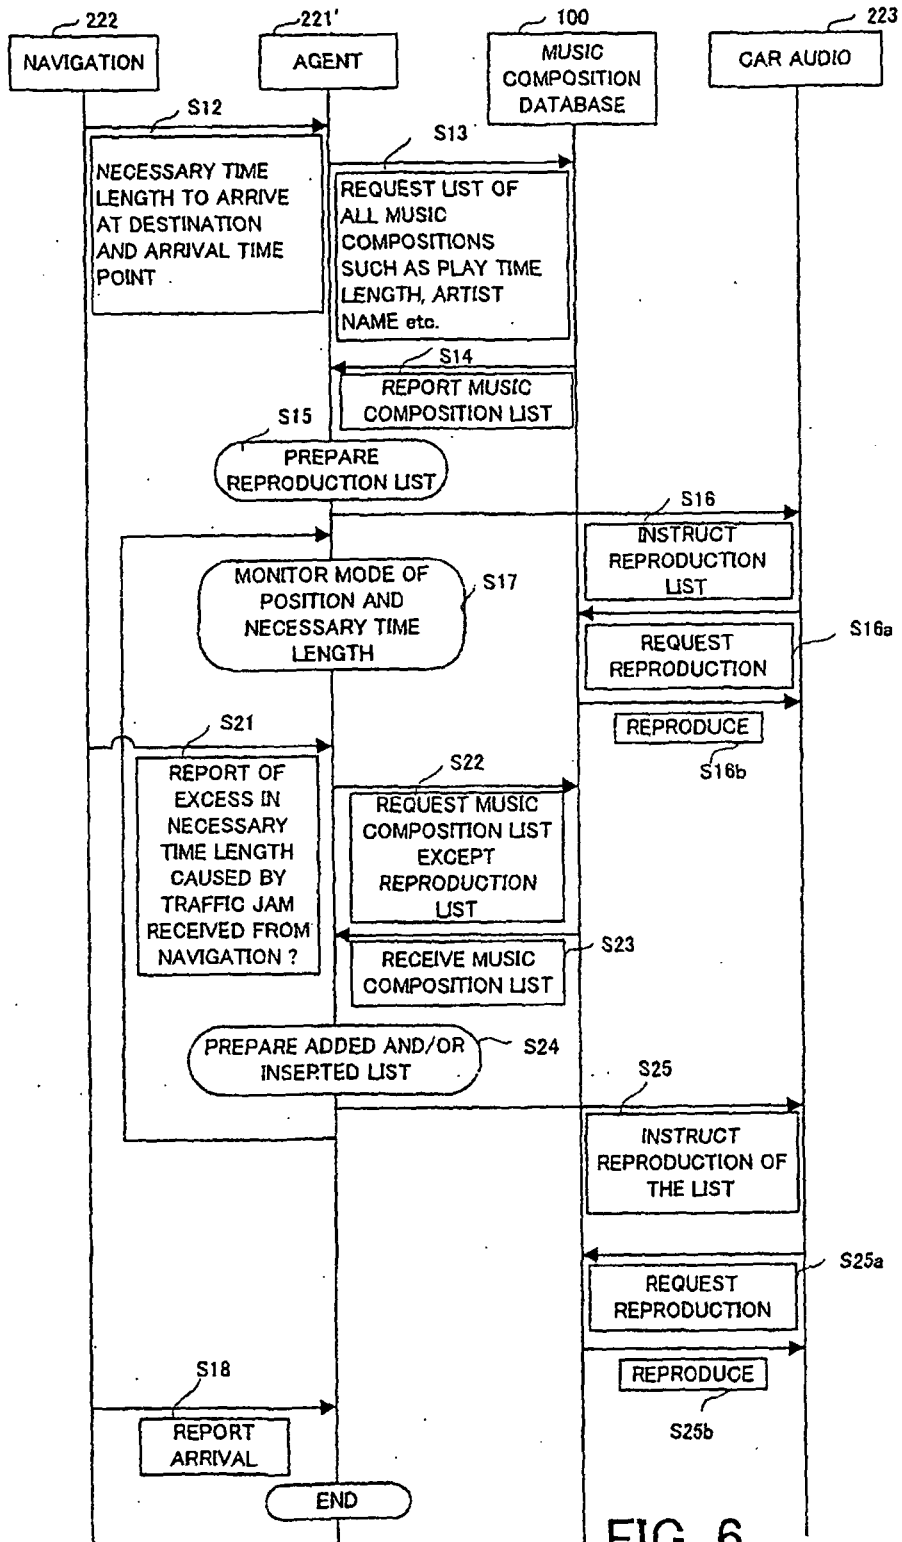 222
221'
100
223
NAVIGATION
AGENT
MUSIC
COMPOSITION
DATABASE
CAR AUDIO
S12
NECESSARY TIME
LENGTH TO ARRIVE
AT DESTINATION
AND ARRIVAL TIME
POINT
S13
REQUEST LIST OF
ALL MUSIC
COMPOSITIONS
SUCH AS PLAY TIME
LENGTH, ARTIST
NAME etc.
S14
REPORT MUSIC
COMPOSITION LIST
S15
PREPARE
REPRODUCTION LIST
S16
INSTRUCT
REPRODUCTION
LIST
MONITOR MODE OF
POSITION AND
NECESSARY TIME
LENGTH
S17
S16a
REQUEST
REPRODUCTION
REPRODUCE
S16b
S21
REPORT OF
EXCESS IN
NECESSARY
TIME LENGTH
CAUSED BY
TRAFFIC JAM
RECEIVED FROM
NAVIGATION ?
S22
REQUEST MUSIC
COMPOSITION LIST
EXCEPT
REPRODUCTION
LIST
S23
RECEIVE MUSIC
COMPOSITION LIST
PREPARE ADDED AND/OR
INSERTED LIST
S24
S25
INSTRUCT
REPRODUCTION OF
THE LIST
S25a
REQUEST
REPRODUCTION
REPRODUCE
S25b
S18
REPORT
ARRIVAL
END
FIG. 6